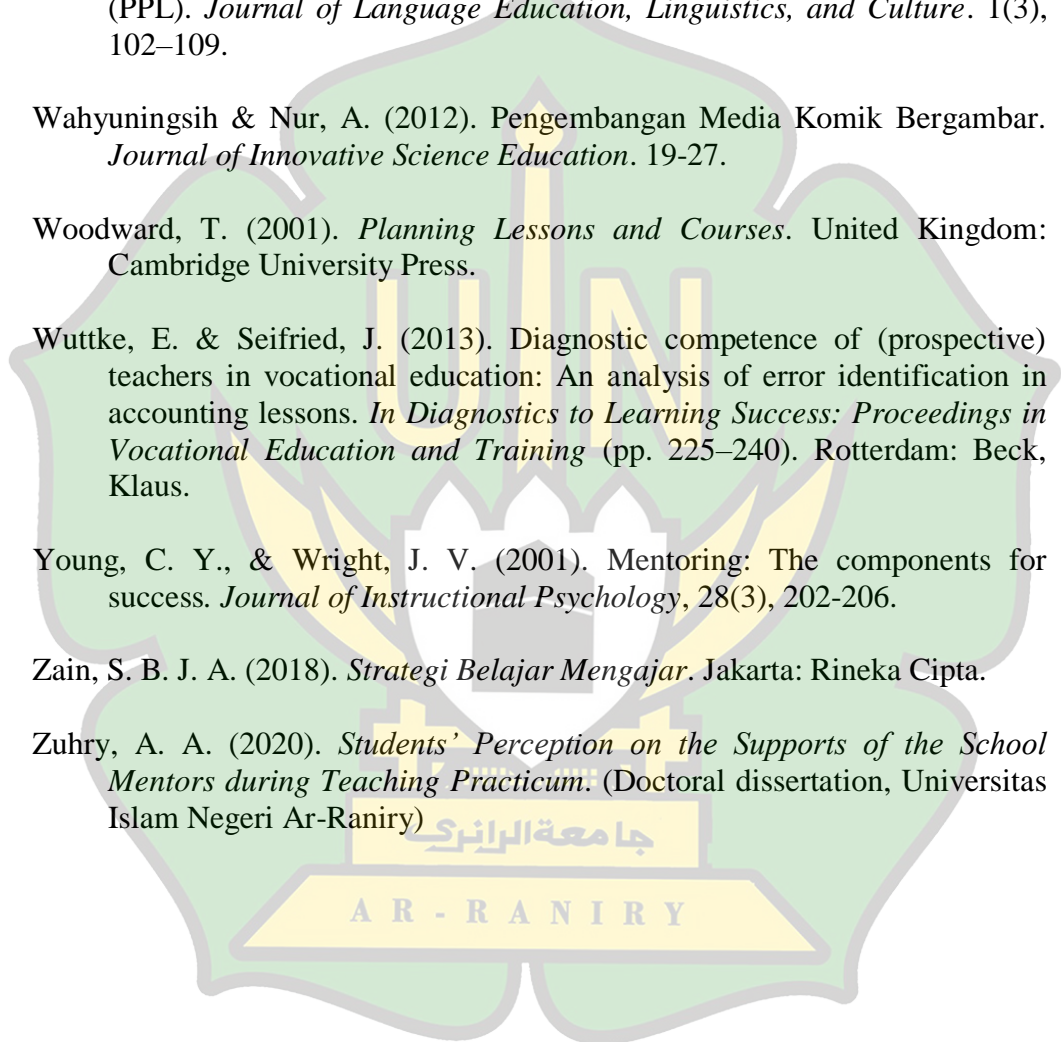 (PPL). Journal of Language Education, Linguistics, and Culture. 1(3),
102–109.
Wahyuningsih & Nur, A. (2012). Pengembangan Media Komik Bergambar.
Journal of Innovative Science Education. 19-27.
Woodward, T. (2001). Planning Lessons and Courses. United Kingdom:
Cambridge University Press.
Wuttke, E. & Seifried, J. (2013). Diagnostic competence of (prospective)
teachers in vocational education: An analysis of error identification in
accounting lessons. In Diagnostics to Learning Success: Proceedings in
Vocational Education and Training (pp. 225–240). Rotterdam: Beck,
Klaus.
Young, C. Y., & Wright, J. V. (2001). Mentoring: The components for
success. Journal of Instructional Psychology, 28(3), 202-206.
Zain, S. B. J. A. (2018). Strategi Belajar Mengajar. Jakarta: Rineka Cipta.
Zuhry, A. A. (2020). Students’ Perception on the Supports of the School
Mentors during Teaching Practicum. (Doctoral dissertation, Universitas
Islam Negeri Ar-Raniry)
UIN
جامعة الرانري
AR-RANIRY